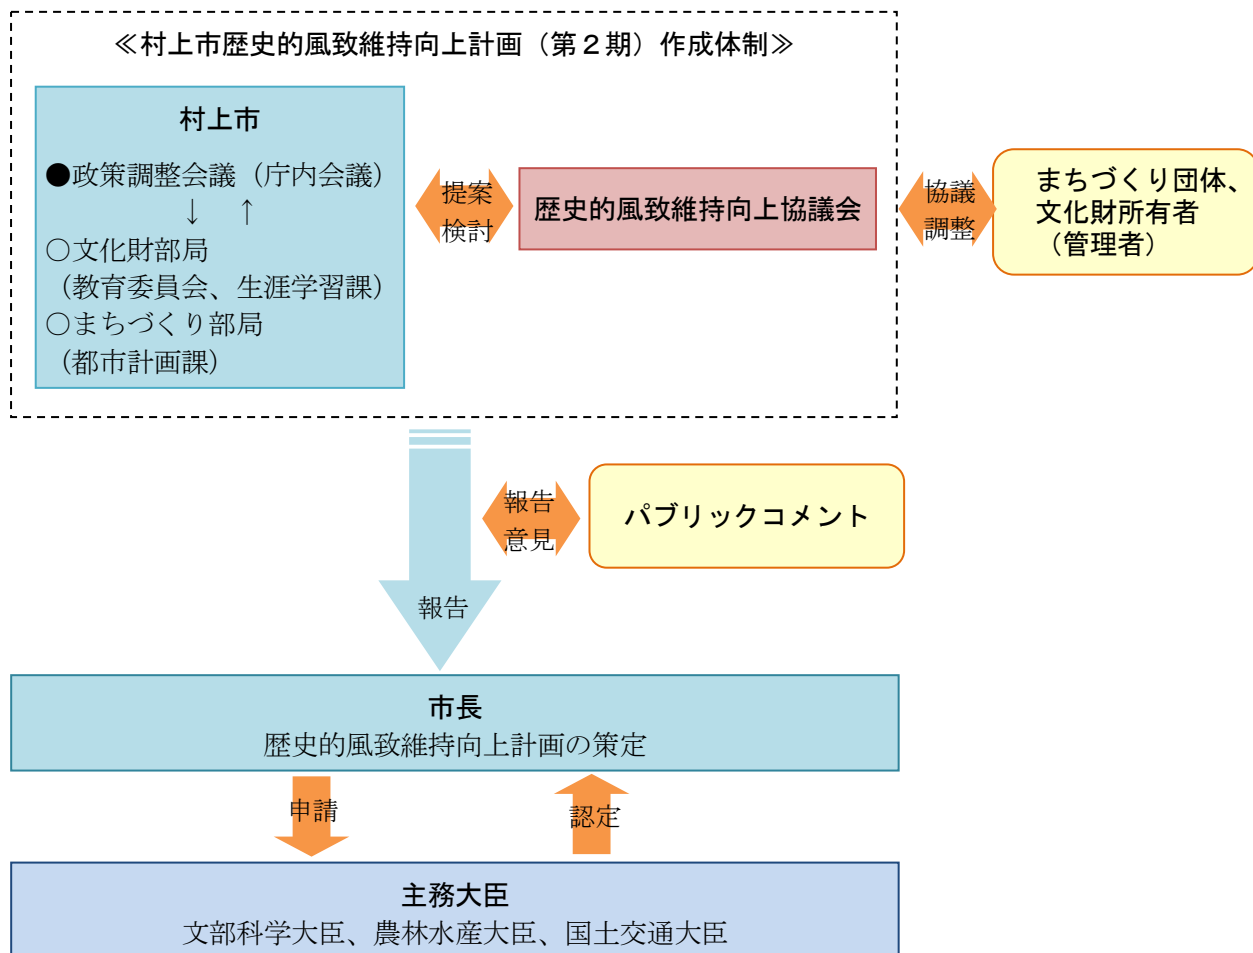 ≪村上市歴史的風致維持向上計画（第２期）作成体制≫
村上市
●政策調整会議（庁内会議）
↓ ↑
○文化財部局
（教育委員会、生涯学習課）
○まちづくり部局
（都市計画課）
提案
検討
歴史的風致維持向上協議会
協議
調整
まちづくり団体、
文化財所有者
（管理者）
報告
意見
パブリックコメント
報告
市長
歴史的風致維持向上計画の策定
申請
認定
主務大臣
文部科学大臣、農林水産大臣、国土交通大臣